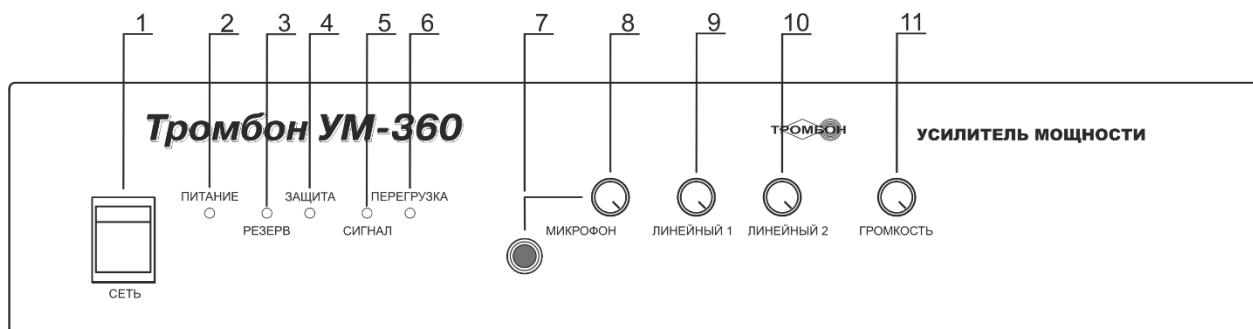 1 2 3 4 5 6 7 8 9 10 11
Тромбон УМ-360
ТРОМБОН
УСИЛИТЕЛЬ МОЩНОСТИ
ПИТАНИЕ ЗАЩИТА ПЕРЕГРУЗКА
РЕЗЕРВ СИГНАЛ МИКРОФОН ЛИНЕЙНЫЙ 1 ЛИНЕЙНЫЙ 2 ГРОМКОСТЬ
СЕТЬ